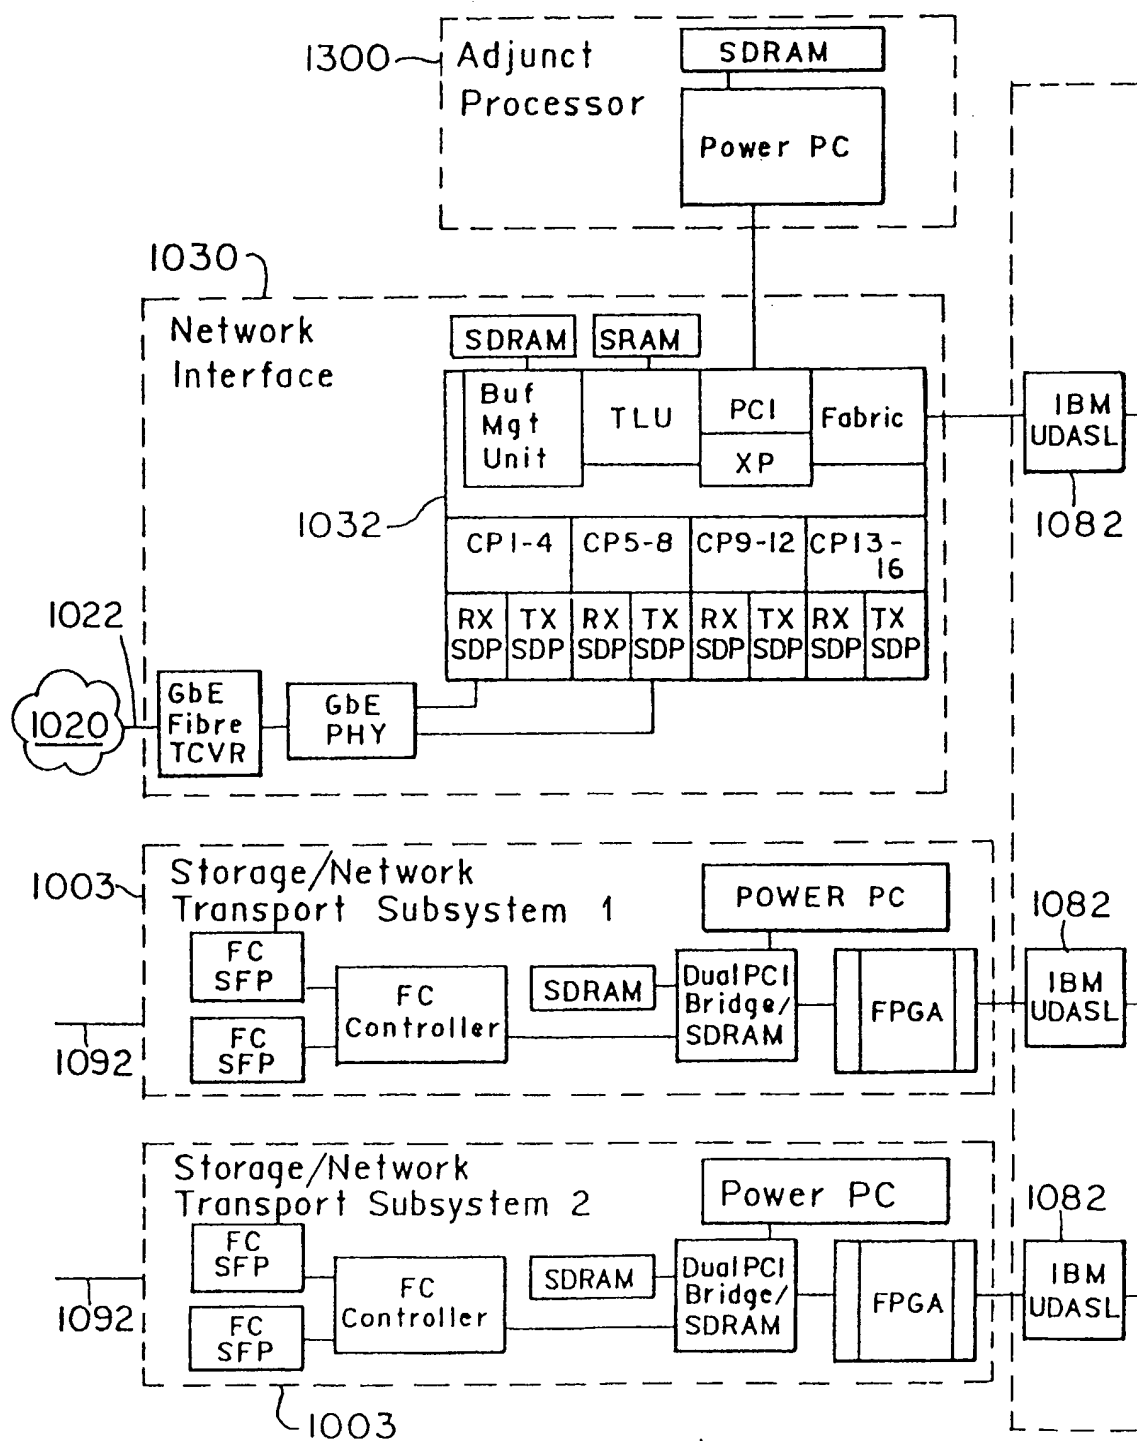 1300
Adjunct
Processor
SDRAM
Power PC
1030
Network
Interface
SDRAM
SRAM
Buf
Mgt
Unit
TLU
PCI
XP
Fabric
IBM
UDASL
1082
1032
CP1-4
CP5-8
CP9-12
CP13-
16
RX
SDP
TX
SDP
RX
SDP
TX
SDP
RX
SDP
TX
SDP
RX
SDP
TX
SDP
1022
1020
GbE
Fibre
TCVR
GbE
PHY
1003
Storage/Network
Transport Subsystem 1
POWER PC
1082
FC
SFP
FC
SFP
FC
Controller
SDRAM
Dual PCI
Bridge/
SDRAM
FPGA
IBM
UDASL
1092
Storage/Network
Transport Subsystem 2
Power PC
1082
FC
SFP
FC
SFP
FC
Controller
SDRAM
Dual PCI
Bridge/
SDRAM
FPGA
IBM
UDASL
1092
1003